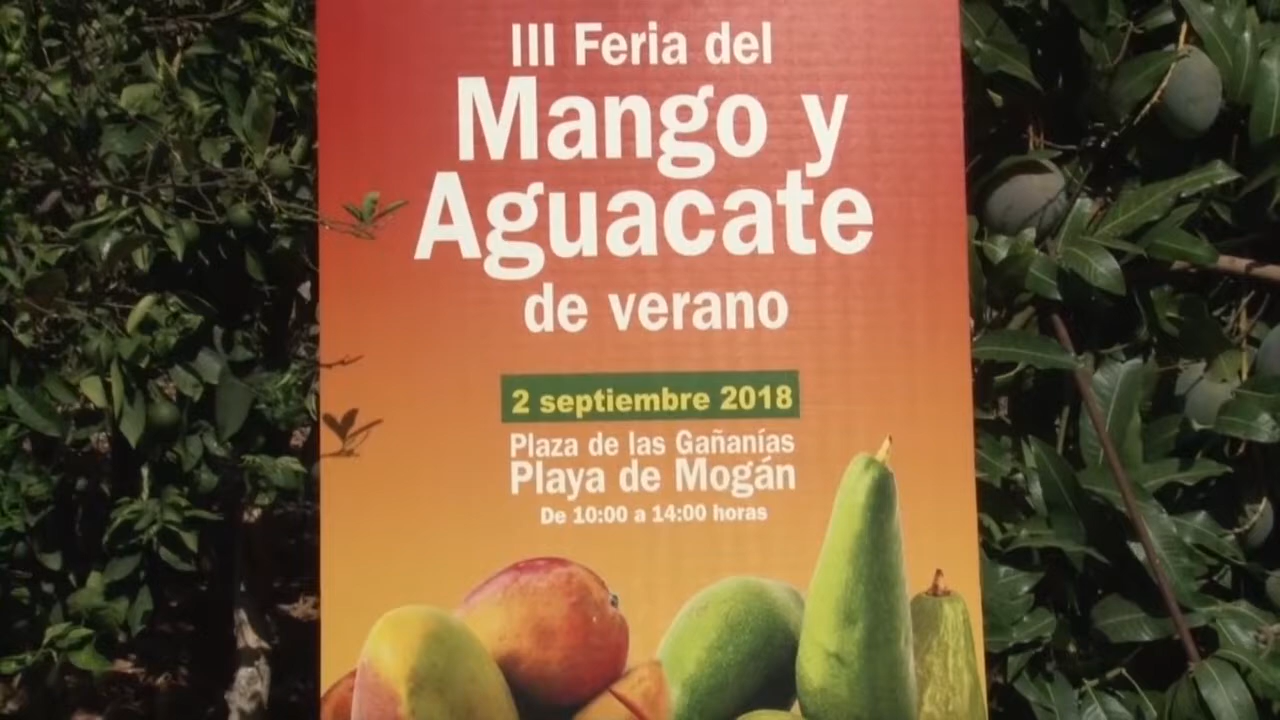 III Feria del
Mango y
Aguacate
de verano
2 septiembre 2018
Plaza de las Gañanías
Playa de Mogán
De 10:00 a 14:00 horas